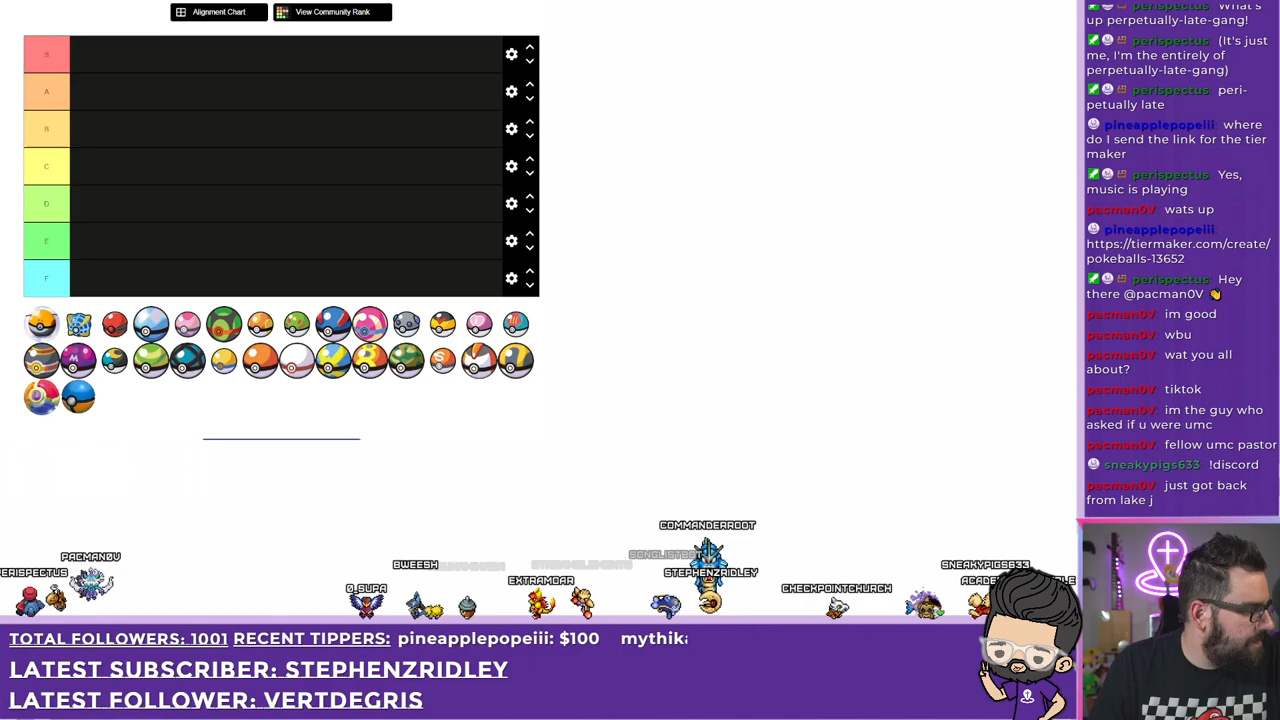 Alignment Chart
View Community Rank
S
A
B
C
D
E
F
perispectus What's
up perpetually-late-gang!
perispectus (It's just
me, I'm the entirely of
perpetually-late-gang)
perispectus peri-
petually late
pineapplepopeiii: where
do I send the link for the tier
maker
perispectus Yes,
music is playing
pacman0V wats up
pineapplepopeiii:
https://tiermaker.com/create/
pokeballs-13652
perispectus Hey
there @pacman0V
pacman0V im good
pacman0V wbu
pacman0V wat you all
about?
pacman0V tiktok
pacman0V im the guy who
asked if u were umc
pacman0V fellow umc pastor
sneakypigs633 !discord
pacman0V just got back
from lake j
COMMANDERROOT
PACMAN0V
PERISPECTUS
BWEESH
0_SUPA
EXTRAMOAR
STEPHENZRIDLEY
CHECKPOINTCHURCH
SNEAKYPIGS633
TOTAL FOLLOWERS: 1001 RECENT TIPPERS: pineapplepopeiii: $100 mythik
LATEST SUBSCRIBER: STEPHENZRIDLEY
LATEST FOLLOWER: VERTDEGRIS